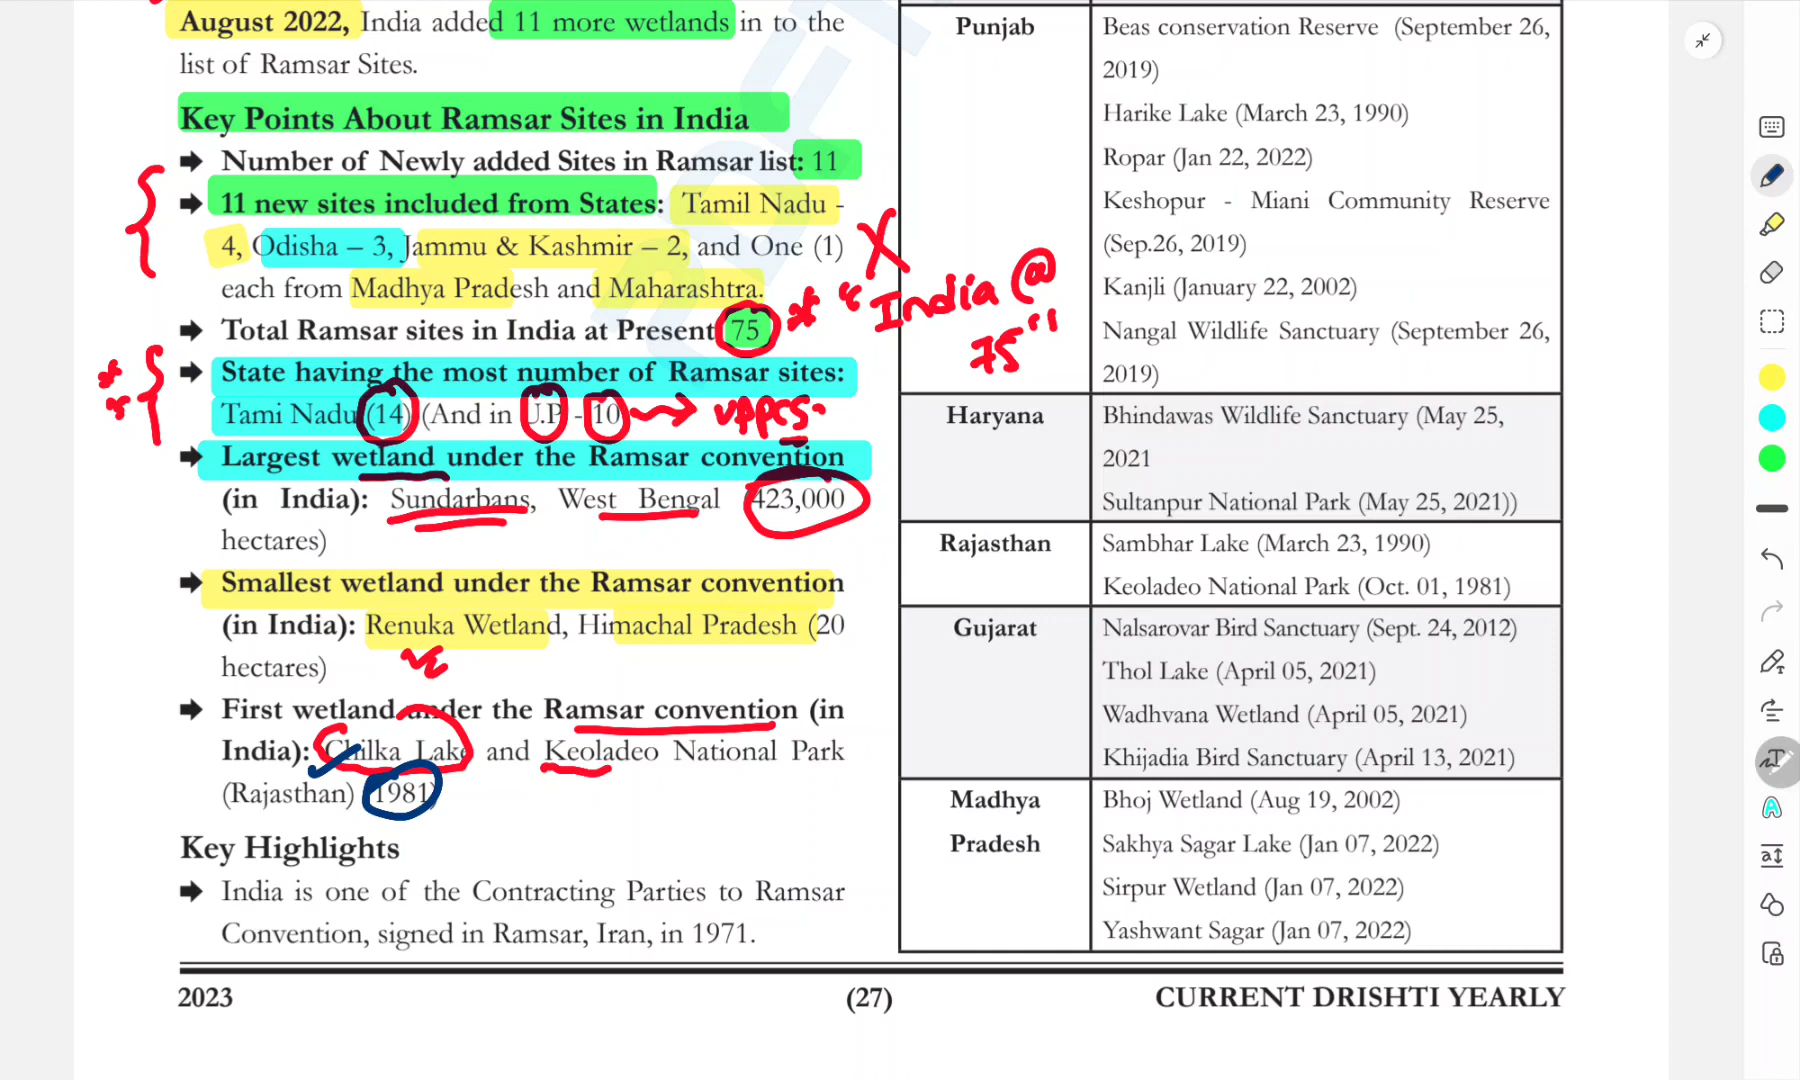 August 2022, India added 11 more wetlands in to the
list of Ramsar Sites.
Key Points About Ramsar Sites in India
➔ Number of Newly added Sites in Ramsar list: 11
➔ 11 new sites included from States: Tamil Nadu -
4, Odisha – 3, Jammu & Kashmir – 2, and One (1)
each from Madhya Pradesh and Maharashtra.
➔ Total Ramsar sites in India at Present 75
* "India @
75"
➔ State having the most number of Ramsar sites:
Tami Nadu (14) (And in U.P - 10 → UPPCS.
➔ Largest wetland under the Ramsar convention
(in India): Sundarbans, West Bengal 423,000
hectares)
➔ Smallest wetland under the Ramsar convention
(in India): Renuka Wetland, Himachal Pradesh (20
hectares)
➔ First wetland under the Ramsar convention (in
India): Chilka Lake and Keoladeo National Park
(Rajasthan) 1981)
Key Highlights
➔ India is one of the Contracting Parties to Ramsar
Convention, signed in Ramsar, Iran, in 1971.
Punjab
Beas conservation Reserve (September 26,
2019)
Harike Lake (March 23, 1990)
Ropar (Jan 22, 2022)
Keshopur - Miani Community Reserve
(Sep.26, 2019)
Kanjli (January 22, 2002)
Nangal Wildlife Sanctuary (September 26,
2019)
Haryana
Bhindawas Wildlife Sanctuary (May 25,
2021
Sultanpur National Park (May 25, 2021))
Rajasthan
Sambhar Lake (March 23, 1990)
Keoladeo National Park (Oct. 01, 1981)
Gujarat
Nalsarovar Bird Sanctuary (Sept. 24, 2012)
Thol Lake (April 05, 2021)
Wadhvana Wetland (April 05, 2021)
Khijadia Bird Sanctuary (April 13, 2021)
Madhya
Pradesh
Bhoj Wetland (Aug 19, 2002)
Sakhya Sagar Lake (Jan 07, 2022)
Sirpur Wetland (Jan 07, 2022)
Yashwant Sagar (Jan 07, 2022)
2023
(27)
CURRENT DRISHTI YEARLY